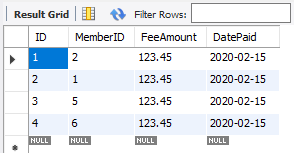 Result Grid Filter Rows:
ID MemberID FeeAmount DatePaid
1 2 123.45 2020-02-15
2 1 123.45 2020-02-15
3 5 123.45 2020-02-15
4 6 123.45 2020-02-15
NULL NULL NULL NULL